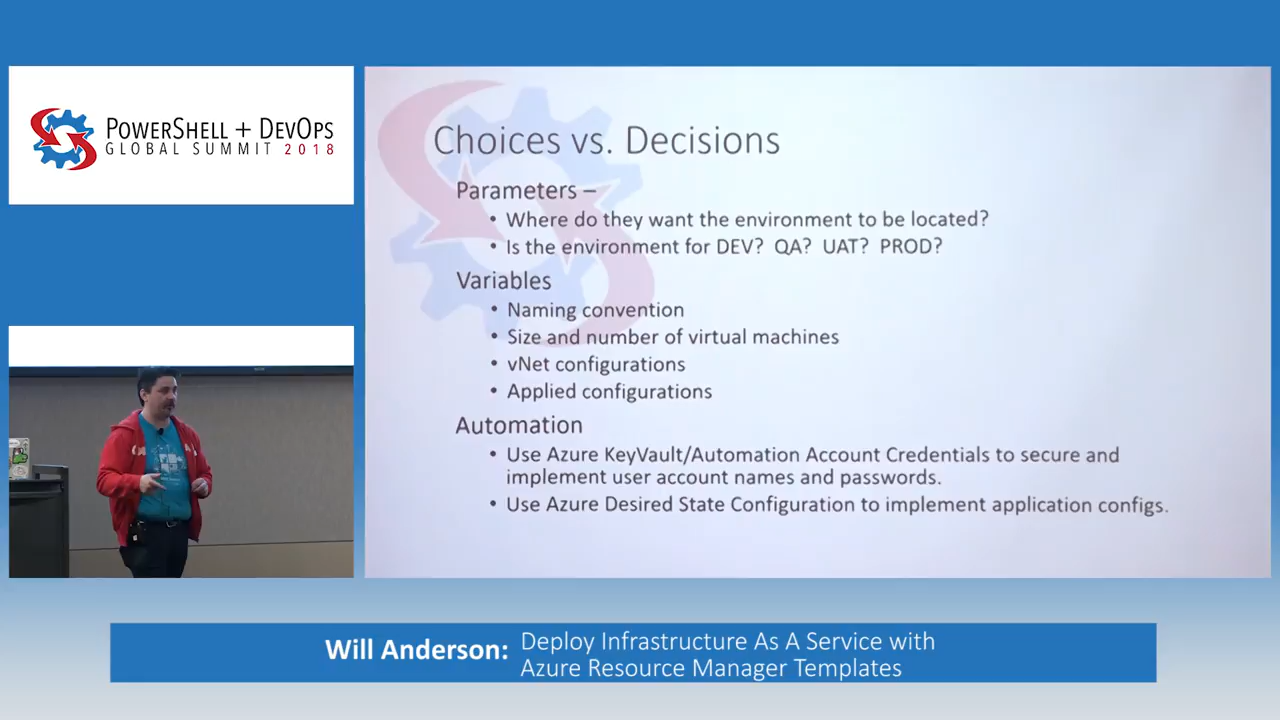 POWERSHELL + DEVOPS
GLOBAL SUMMIT 2018
Choices vs. Decisions
Parameters –
• Where do they want the environment to be located?
• Is the environment for DEV? QA? UAT? PROD?
Variables
• Naming convention
• Size and number of virtual machines
• vNet configurations
• Applied configurations
Automation
• Use Azure KeyVault/Automation Account Credentials to secure and
implement user account names and passwords.
• Use Azure Desired State Configuration to implement application configs.
Will Anderson: Deploy Infrastructure As A Service with
Azure Resource Manager Templates